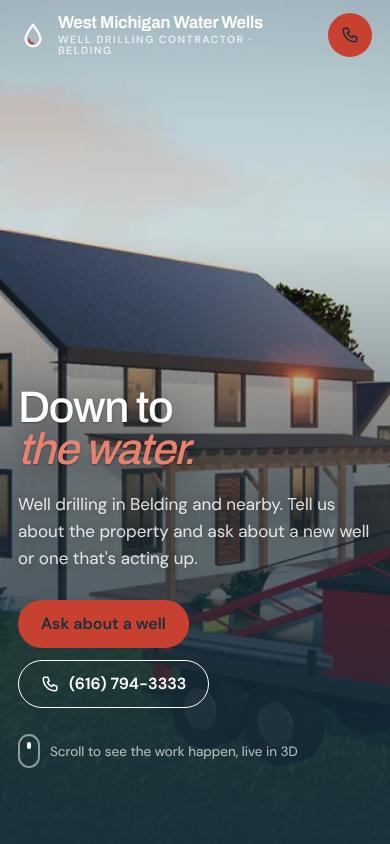 West Michigan Water Wells
WELL DRILLING CONTRACTOR ·
BELDING
Down to
the water.
Well drilling in Belding and nearby. Tell us
about the property and ask about a new well
or one that's acting up.
Ask about a well
(616) 794-3333
Scroll to see the work happen, live in 3D